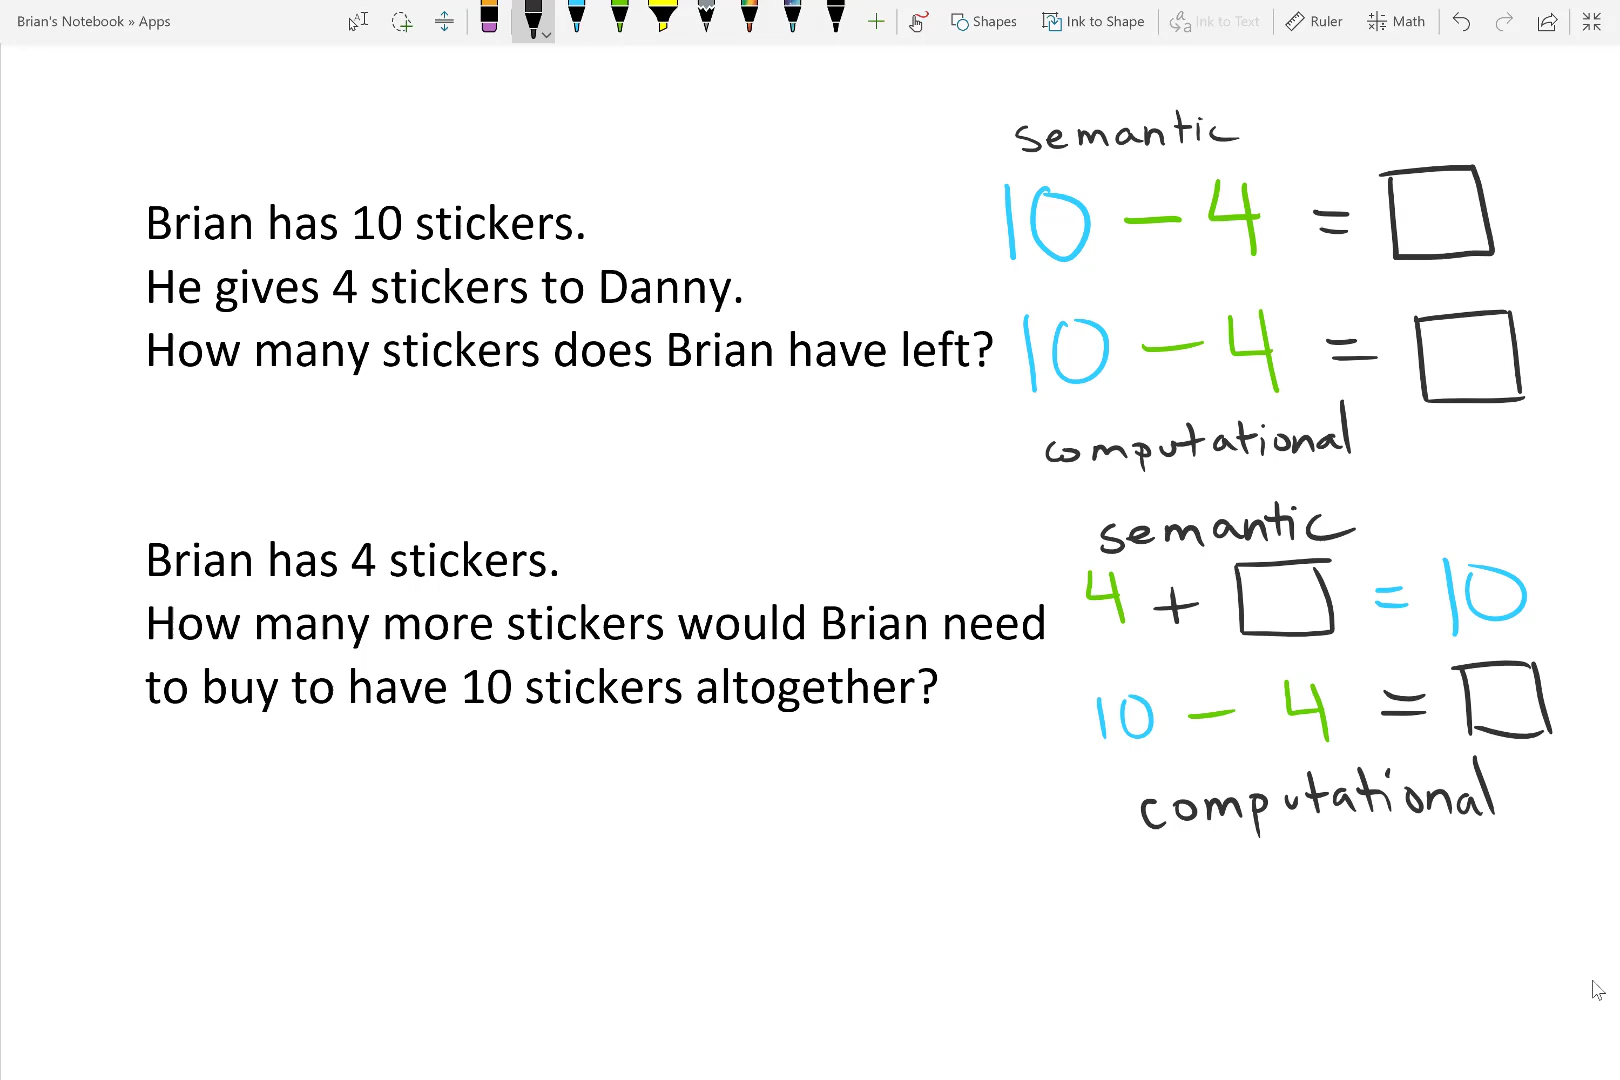 Brian's Notebook » Apps
Shapes Ink to Shape Ink to Text Ruler Math
semantic
10 - 4 = □
Brian has 10 stickers.
He gives 4 stickers to Danny.
How many stickers does Brian have left?
10 - 4 = □
computational
semantic
Brian has 4 stickers.
4 + □ = 10
How many more stickers would Brian need
to buy to have 10 stickers altogether?
10 - 4 = □
computational